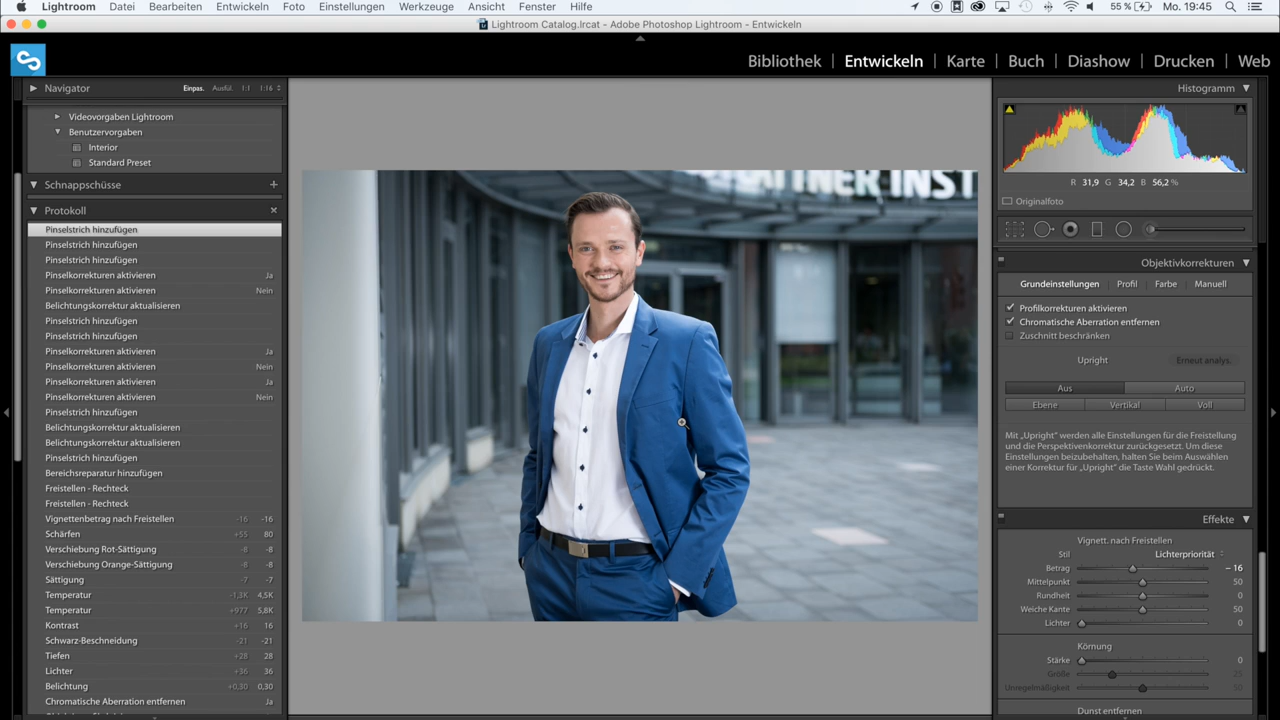 Lightroom Datei Bearbeiten Entwickeln Foto Einstellungen Werkzeuge Ansicht Fenster Hilfe 55 % Mo. 19:45
Lightroom Catalog.lrcat - Adobe Photoshop Lightroom - Entwickeln
Bibliothek | Entwickeln | Karte | Buch | Diashow | Drucken | Web
Navigator Einpas. Ausfül. 1:1 1:16
Videovorgaben Lightroom
Benutzervorgaben
Interior
Standard Preset
Schnappschüsse
Protokoll
Pinselstrich hinzufügen
Pinselstrich hinzufügen
Pinselstrich hinzufügen
Pinselkorrekturen aktivieren Ja
Pinselkorrekturen aktivieren Nein
Belichtungskorrektur aktualisieren
Pinselstrich hinzufügen
Pinselstrich hinzufügen
Pinselkorrekturen aktivieren Ja
Pinselkorrekturen aktivieren Nein
Pinselkorrekturen aktivieren Ja
Pinselkorrekturen aktivieren Nein
Pinselstrich hinzufügen
Belichtungskorrektur aktualisieren
Belichtungskorrektur aktualisieren
Pinselstrich hinzufügen
Bereichsreparatur hinzufügen
Freistellen - Rechteck
Freistellen - Rechteck
Vignettenbetrag nach Freistellen -16 -16
Schärfen +55 80
Verschiebung Rot-Sättigung -8 -8
Verschiebung Orange-Sättigung -8 -8
Sättigung -7 -7
Temperatur -1,3K 4,5K
Temperatur +977 5,8K
Kontrast +16 16
Schwarz-Beschneidung -21 -21
Tiefen +28 28
Lichter +36 36
Belichtung +0,30 0,30
Chromatische Aberration entfernen Ja
INST
Histogramm
R 31,9 G 34,2 B 56,2 %
Originalfoto
Objektivkorrekturen
Grundeinstellungen Profil Farbe Manuell
Profilkorrekturen aktivieren
Chromatische Aberration entfernen
Zuschnitt beschränken
Upright Erneut analys.
Aus Auto
Ebene Vertikal Voll
Mit „Upright“ werden alle Einstellungen für die Freistellung
und die Perspektivenkorrektur zurückgesetzt. Um diese
Einstellungen beizubehalten, halten Sie beim Auswählen
einer Korrektur für „Upright“ die Taste Wahl gedrückt.
Effekte
Vignett. nach Freistellen
Stil Lichterpriorität
Betrag - 16
Mittelpunkt 50
Rundheit 0
Weiche Kante 50
Lichter 0
Körnung
Stärke 0
Größe 25
Unregelmäßigkeit 50
Dunst entfernen